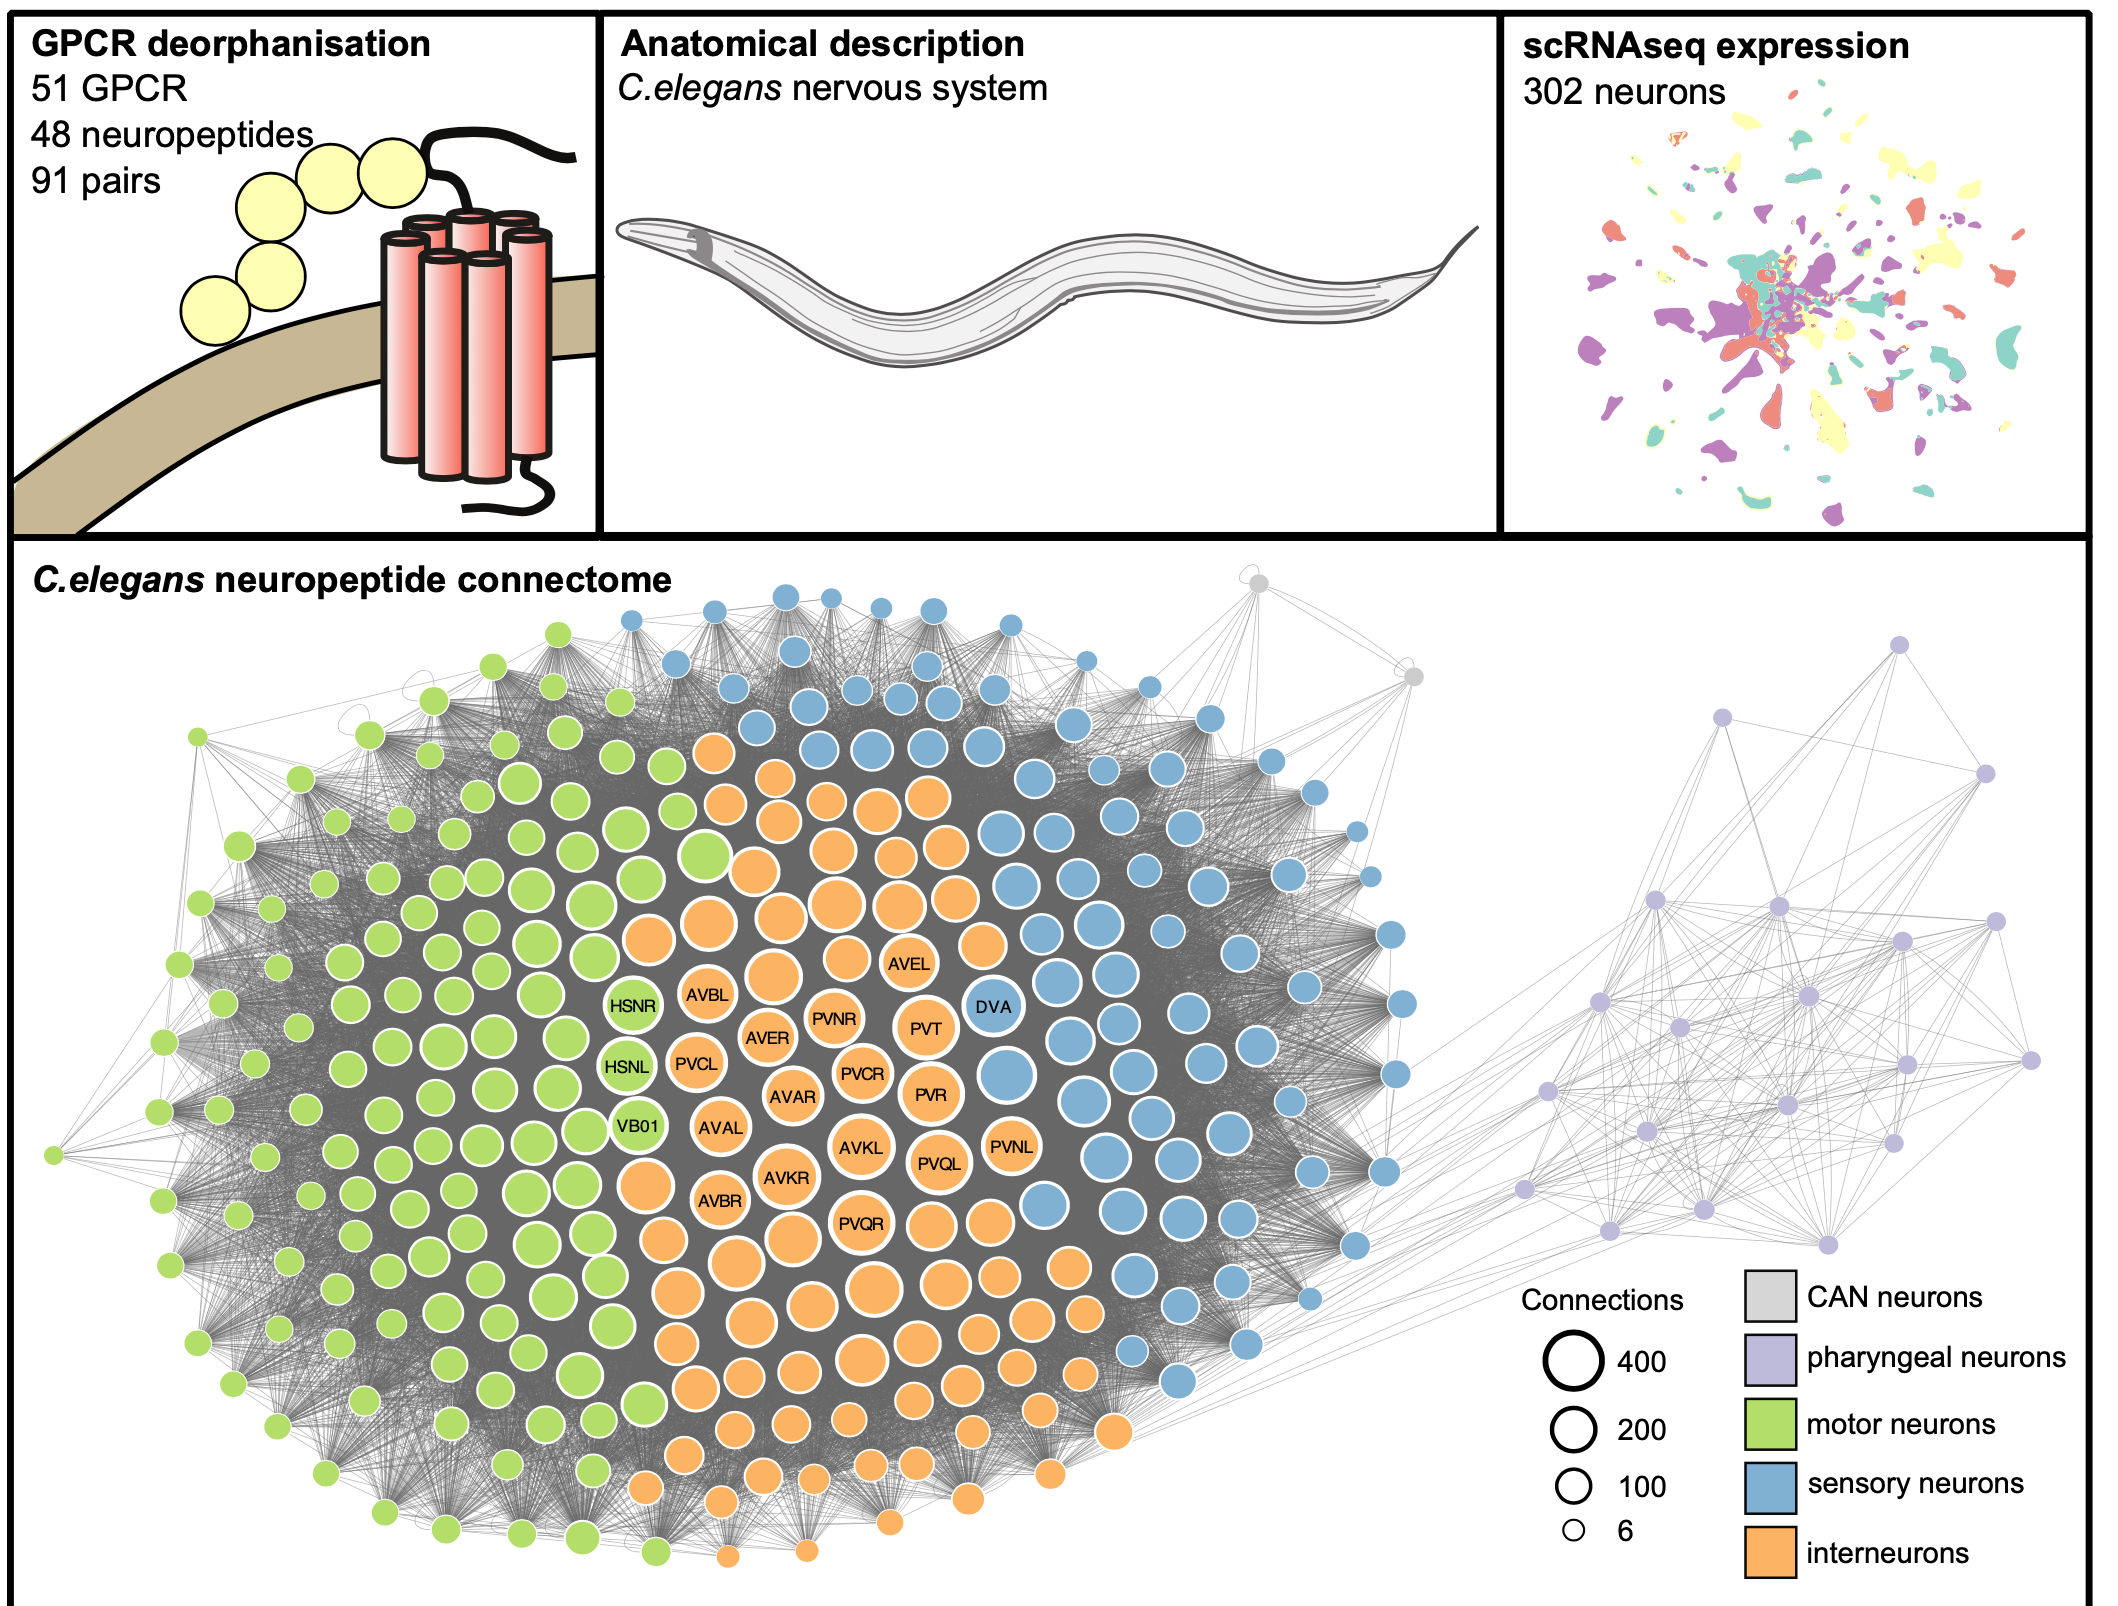 GPCR deorphanisation
51 GPCR
48 neuropeptides
91 pairs
Anatomical description
C.elegans nervous system
scRNAseq expression
302 neurons
C.elegans neuropeptide connectome
AVEL
HSNR
AVBL
DVA
PVNR
PVT
AVER
HSNL
PVCL
PVCR
AVAR
PVR
VB01
AVAL
AVKL
PVNL
PVQL
AVKR
AVBR
PVQR
Connections
400
200
100
6
CAN neurons
pharyngeal neurons
motor neurons
sensory neurons
interneurons